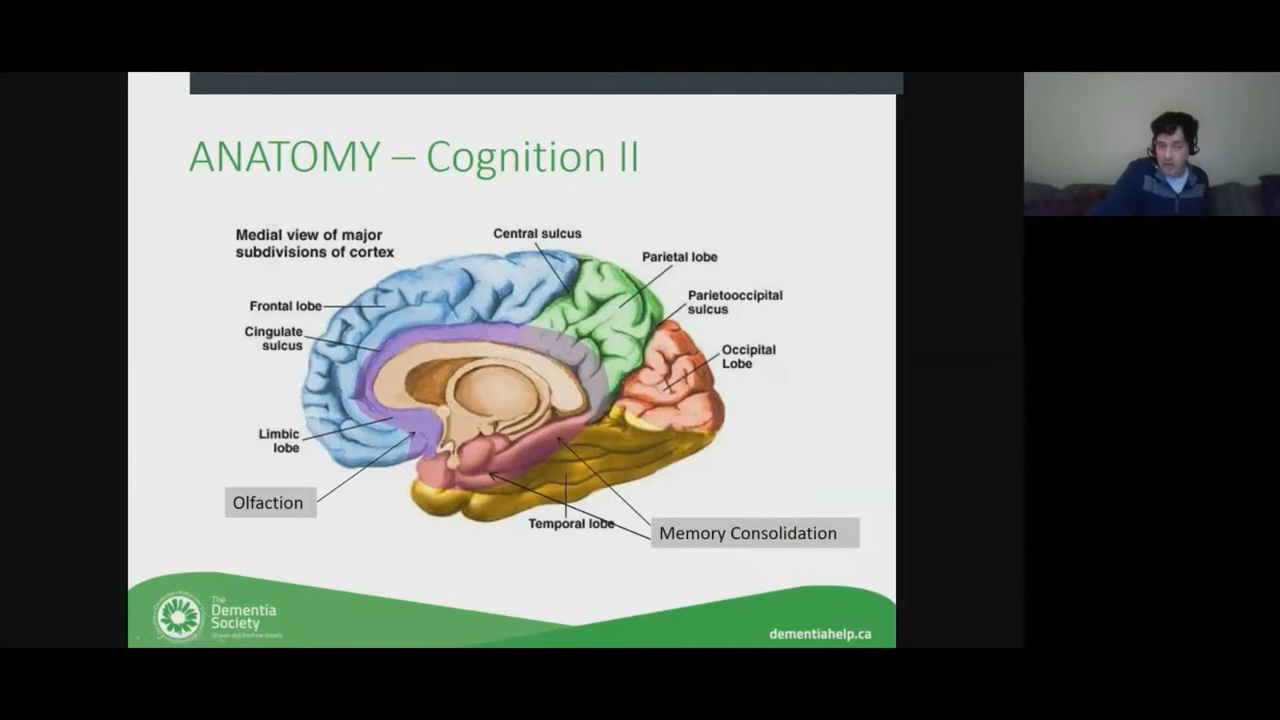 ANATOMY – Cognition II
Medial view of major
subdivisions of cortex
Central sulcus
Parietal lobe
Parietooccipital
sulcus
Frontal lobe
Cingulate
sulcus
Occipital
Lobe
Limbic
lobe
Olfaction
Temporal lobe
Memory Consolidation
The
Dementia
Society
dementiahelp.ca